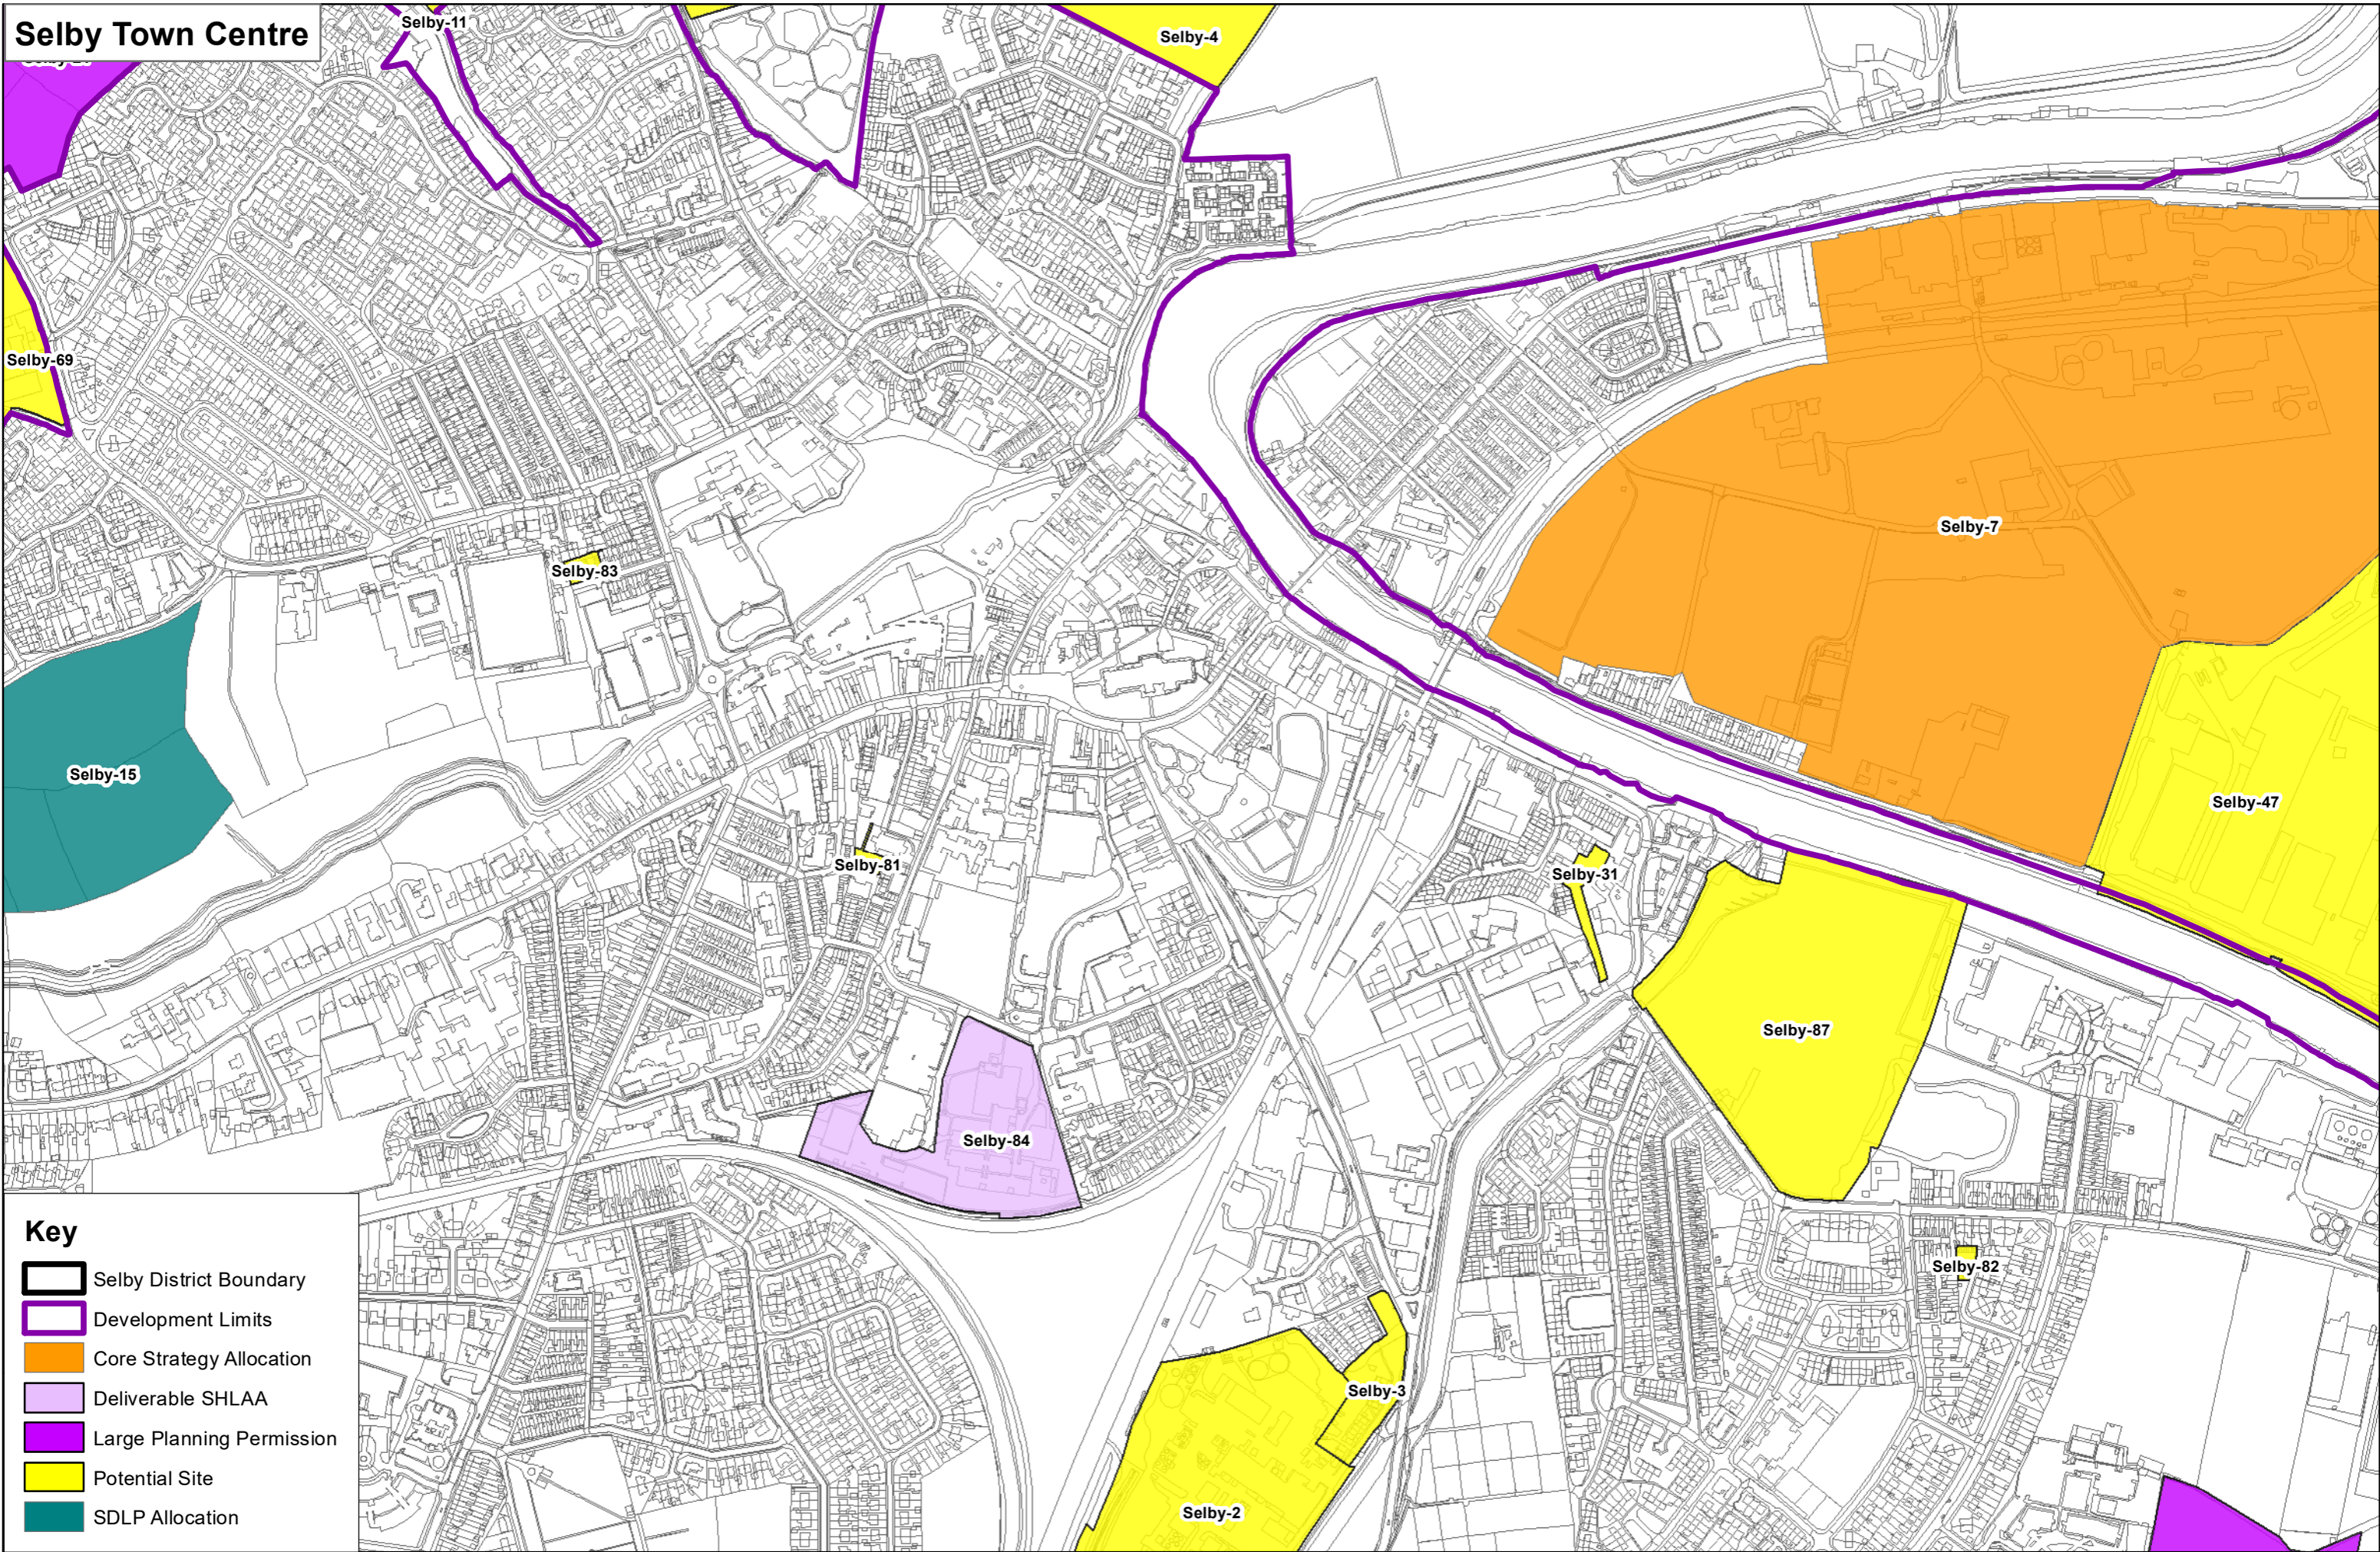 Selby Town Centre
Selby-11
Selby-4
Selby-69
Selby-7
Selby-83
Selby-15
Selby-47
Selby-81
Selby-31
Selby-87
Selby-84
Selby-82
Selby-3
Selby-2
Key
Selby District Boundary
Development Limits
Core Strategy Allocation
Deliverable SHLAA
Large Planning Permission
Potential Site
SDLP Allocation